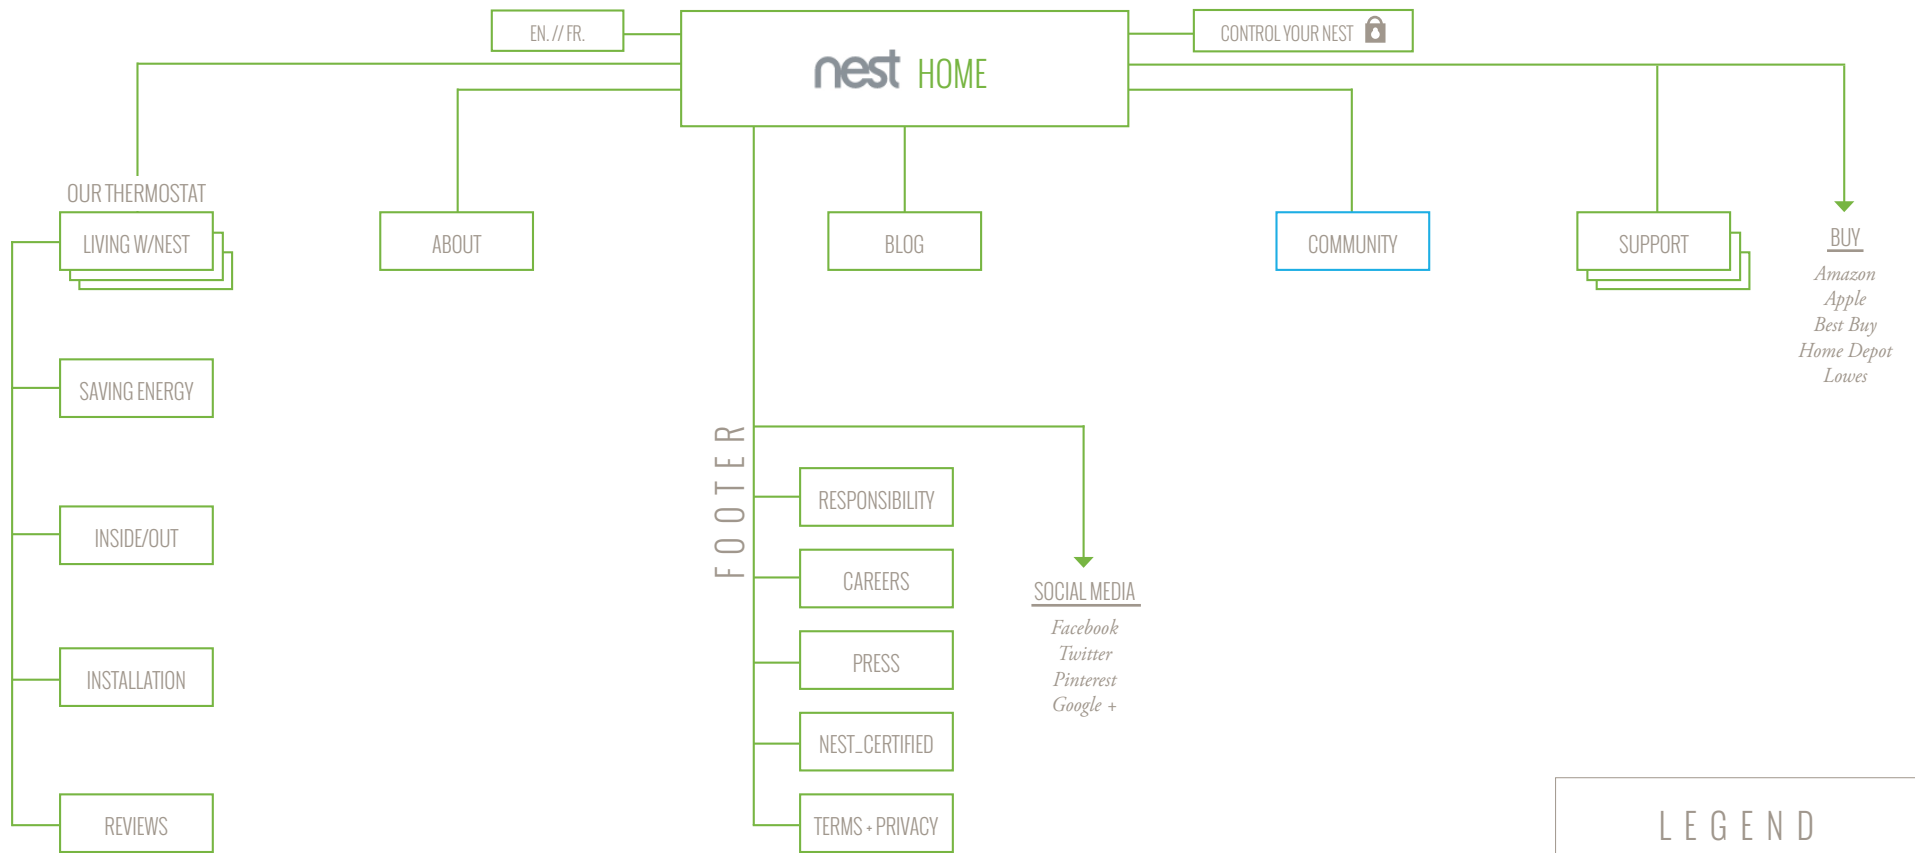 EN. // FR.
nest HOME
CONTROL YOUR NEST
OUR THERMOSTAT
LIVING W/NEST
ABOUT
BLOG
COMMUNITY
SUPPORT
BUY
Amazon
Apple
Best Buy
Home Depot
Lowes
SAVING ENERGY
INSIDE/OUT
INSTALLATION
REVIEWS
FOOTER
RESPONSIBILITY
CAREERS
PRESS
NEST_CERTIFIED
TERMS + PRIVACY
SOCIAL MEDIA
Facebook
Twitter
Pinterest
Google +
LEGEND